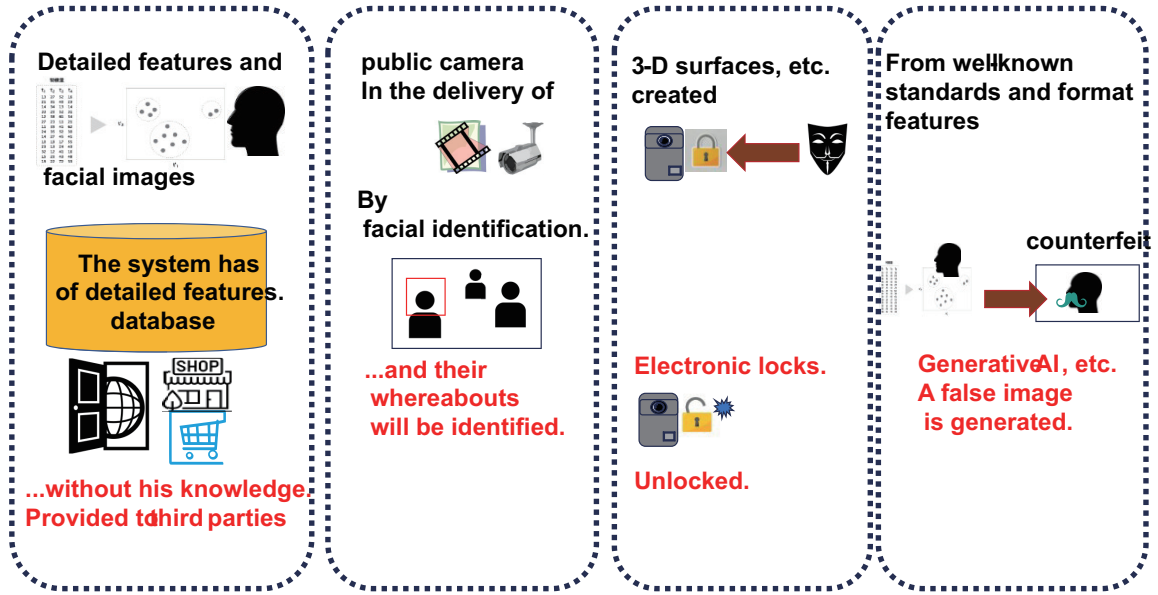 Detailed features and
facial images
The system has
of detailed features.
database
SHOP
...without his knowledge.
Provided to third parties
public camera
In the delivery of
By
facial identification.
...and their
whereabouts
will be identified.
3-D surfaces, etc.
created
Electronic locks.
Unlocked.
From well-known
standards and format
features
counterfeit
Generative AI, etc.
A false image
is generated.